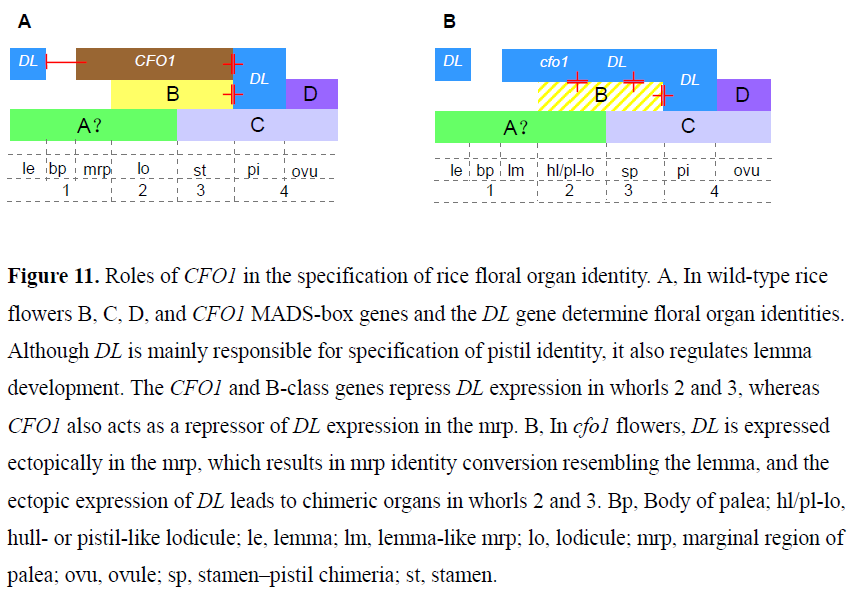 A
B
DL CFO1 DL
B D
A? C
le bp mrp lo st pi ovu
1 2 3 4
DL cfo1 DL DL
B D
A? C
le bp lm hl/pl-lo sp pi ovu
1 2 3 4
Figure 11. Roles of CFO1 in the specification of rice floral organ identity. A, In wild-type rice
flowers B, C, D, and CFO1 MADS-box genes and the DL gene determine floral organ identities.
Although DL is mainly responsible for specification of pistil identity, it also regulates lemma
development. The CFO1 and B-class genes repress DL expression in whorls 2 and 3, whereas
CFO1 also acts as a repressor of DL expression in the mrp. B, In cfo1 flowers, DL is expressed
ectopically in the mrp, which results in mrp identity conversion resembling the lemma, and the
ectopic expression of DL leads to chimeric organs in whorls 2 and 3. Bp, Body of palea; hl/pl-lo,
hull- or pistil-like lodicule; le, lemma; lm, lemma-like mrp; lo, lodicule; mrp, marginal region of
palea; ovu, ovule; sp, stamen–pistil chimeria; st, stamen.